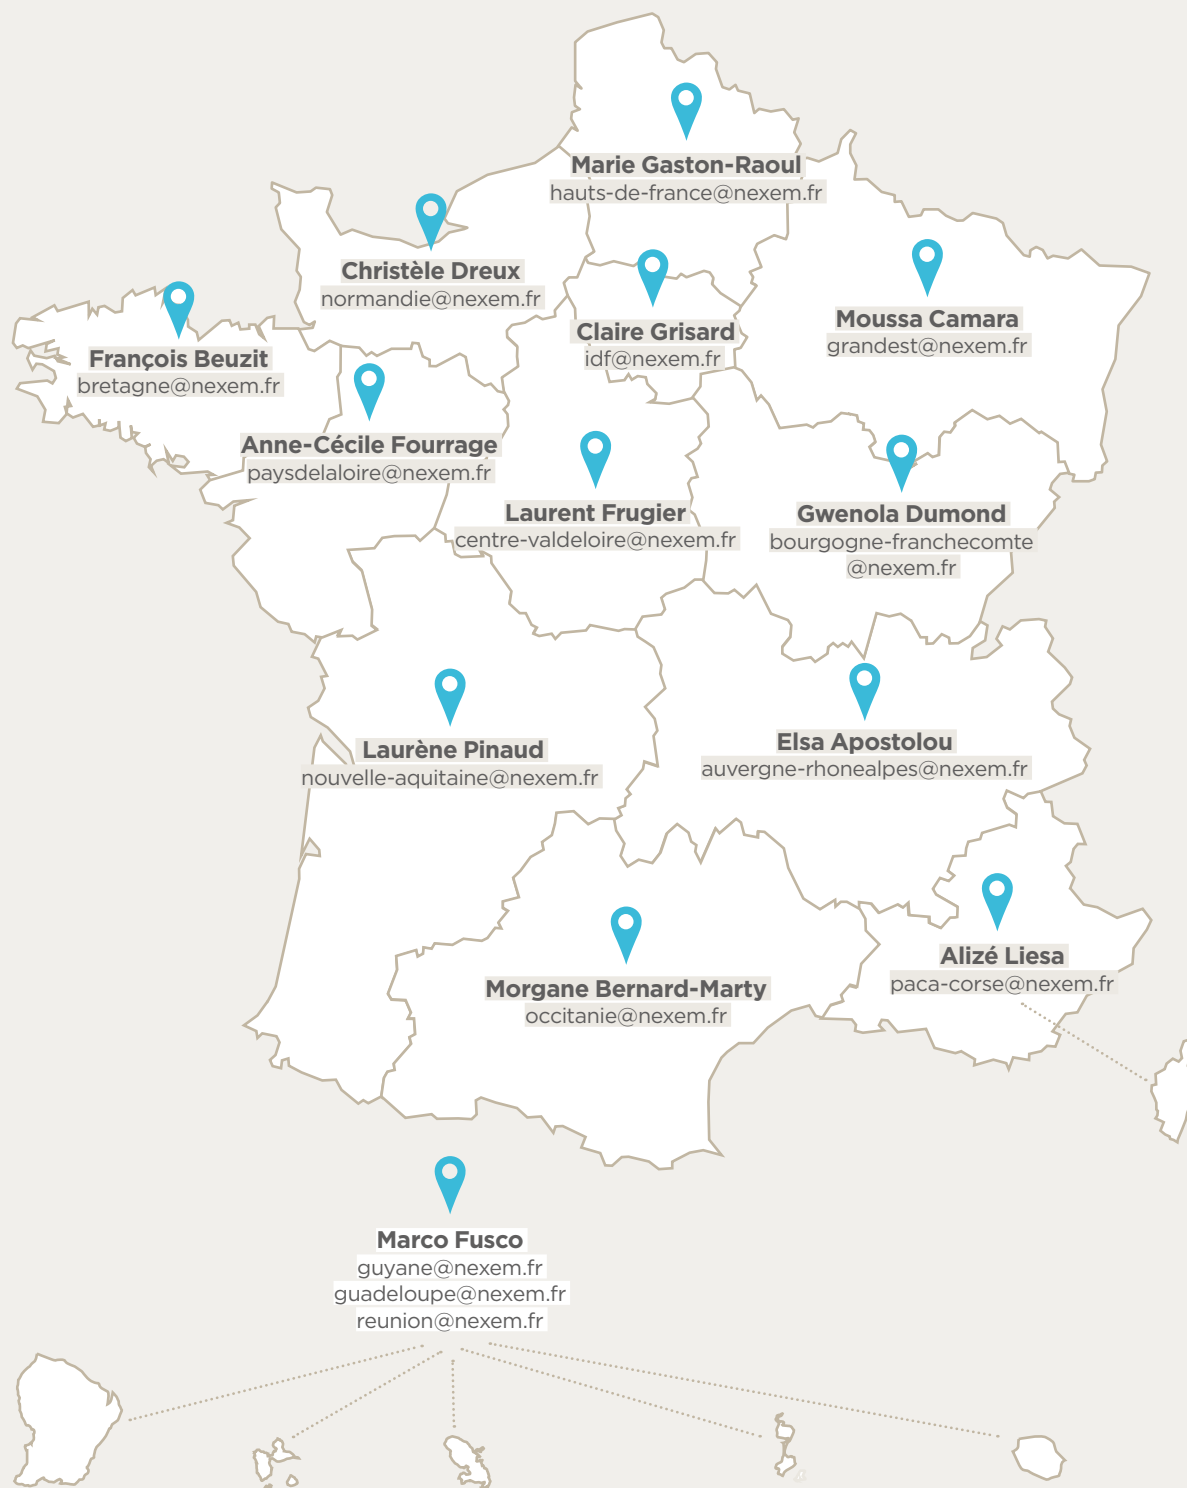 Marie Gaston-Raoul
hauts-de-france@nexem.fr
Christèle Dreux
normandie@nexem.fr
Claire Grisard
idf@nexem.fr
Moussa Camara
grandest@nexem.fr
François Beuzit
bretagne@nexem.fr
Anne-Cécile Fourrage
paysdelaloire@nexem.fr
Laurent Frugier
centre-valdeloire@nexem.fr
Gwenola Dumond
bourgogne-franchecomte
@nexem.fr
Laurène Pinaud
nouvelle-aquitaine@nexem.fr
Elsa Apostolou
auvergne-rhonealpes@nexem.fr
Alizé Liesa
paca-corse@nexem.fr
Morgane Bernard-Marty
occitanie@nexem.fr
Marco Fusco
guyane@nexem.fr
guadeloupe@nexem.fr
reunion@nexem.fr